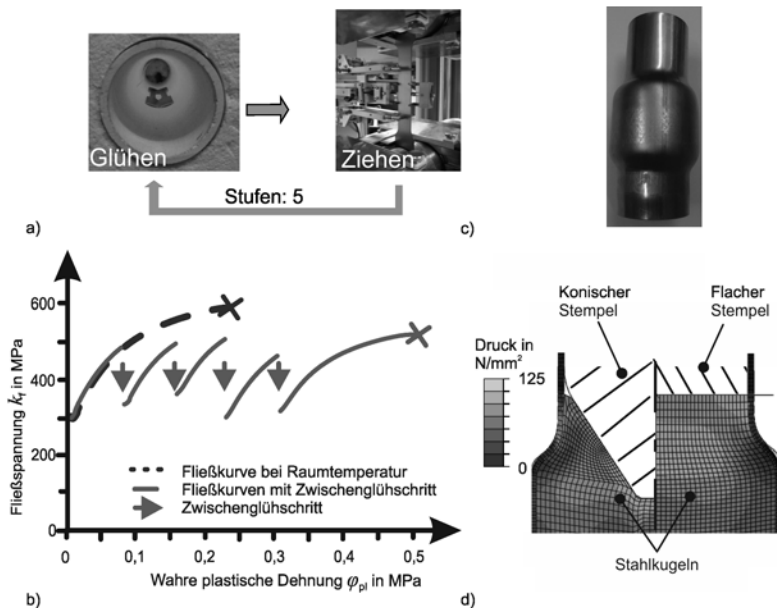 a)
Glühen
Ziehen
Stufen: 5
c)
Fließspannung kf in MPa
600
400
200
0
0
0,1
0,2
0,3
0,4
0,5
Fließkurve bei Raumtemperatur
Fließkurven mit Zwischenglühschritt
Zwischenglühschritt
Wahre plastische Dehnung φpl in MPa
b)
Konischer
Stempel
Flacher
Stempel
Druck in
N/mm²
125
0
Stahlkugeln
d)